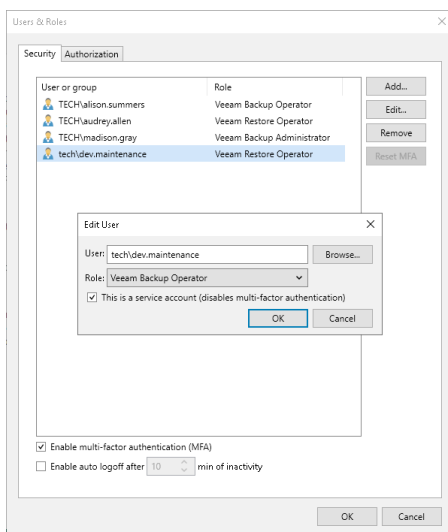 Users & Roles
Security Authorization
User or group Role
TECH\alison.summers Veeam Backup Operator
TECH\audrey.allen Veeam Restore Operator
TECH\madison.gray Veeam Backup Administrator
tech\dev.maintenance Veeam Restore Operator
Add...
Edit...
Remove
Reset MFA
Edit User
User: tech\dev.maintenance Browse...
Role: Veeam Backup Operator
This is a service account (disables multi-factor authentication)
OK Cancel
Enable multi-factor authentication (MFA)
Enable auto logoff after 10 min of inactivity
OK Cancel